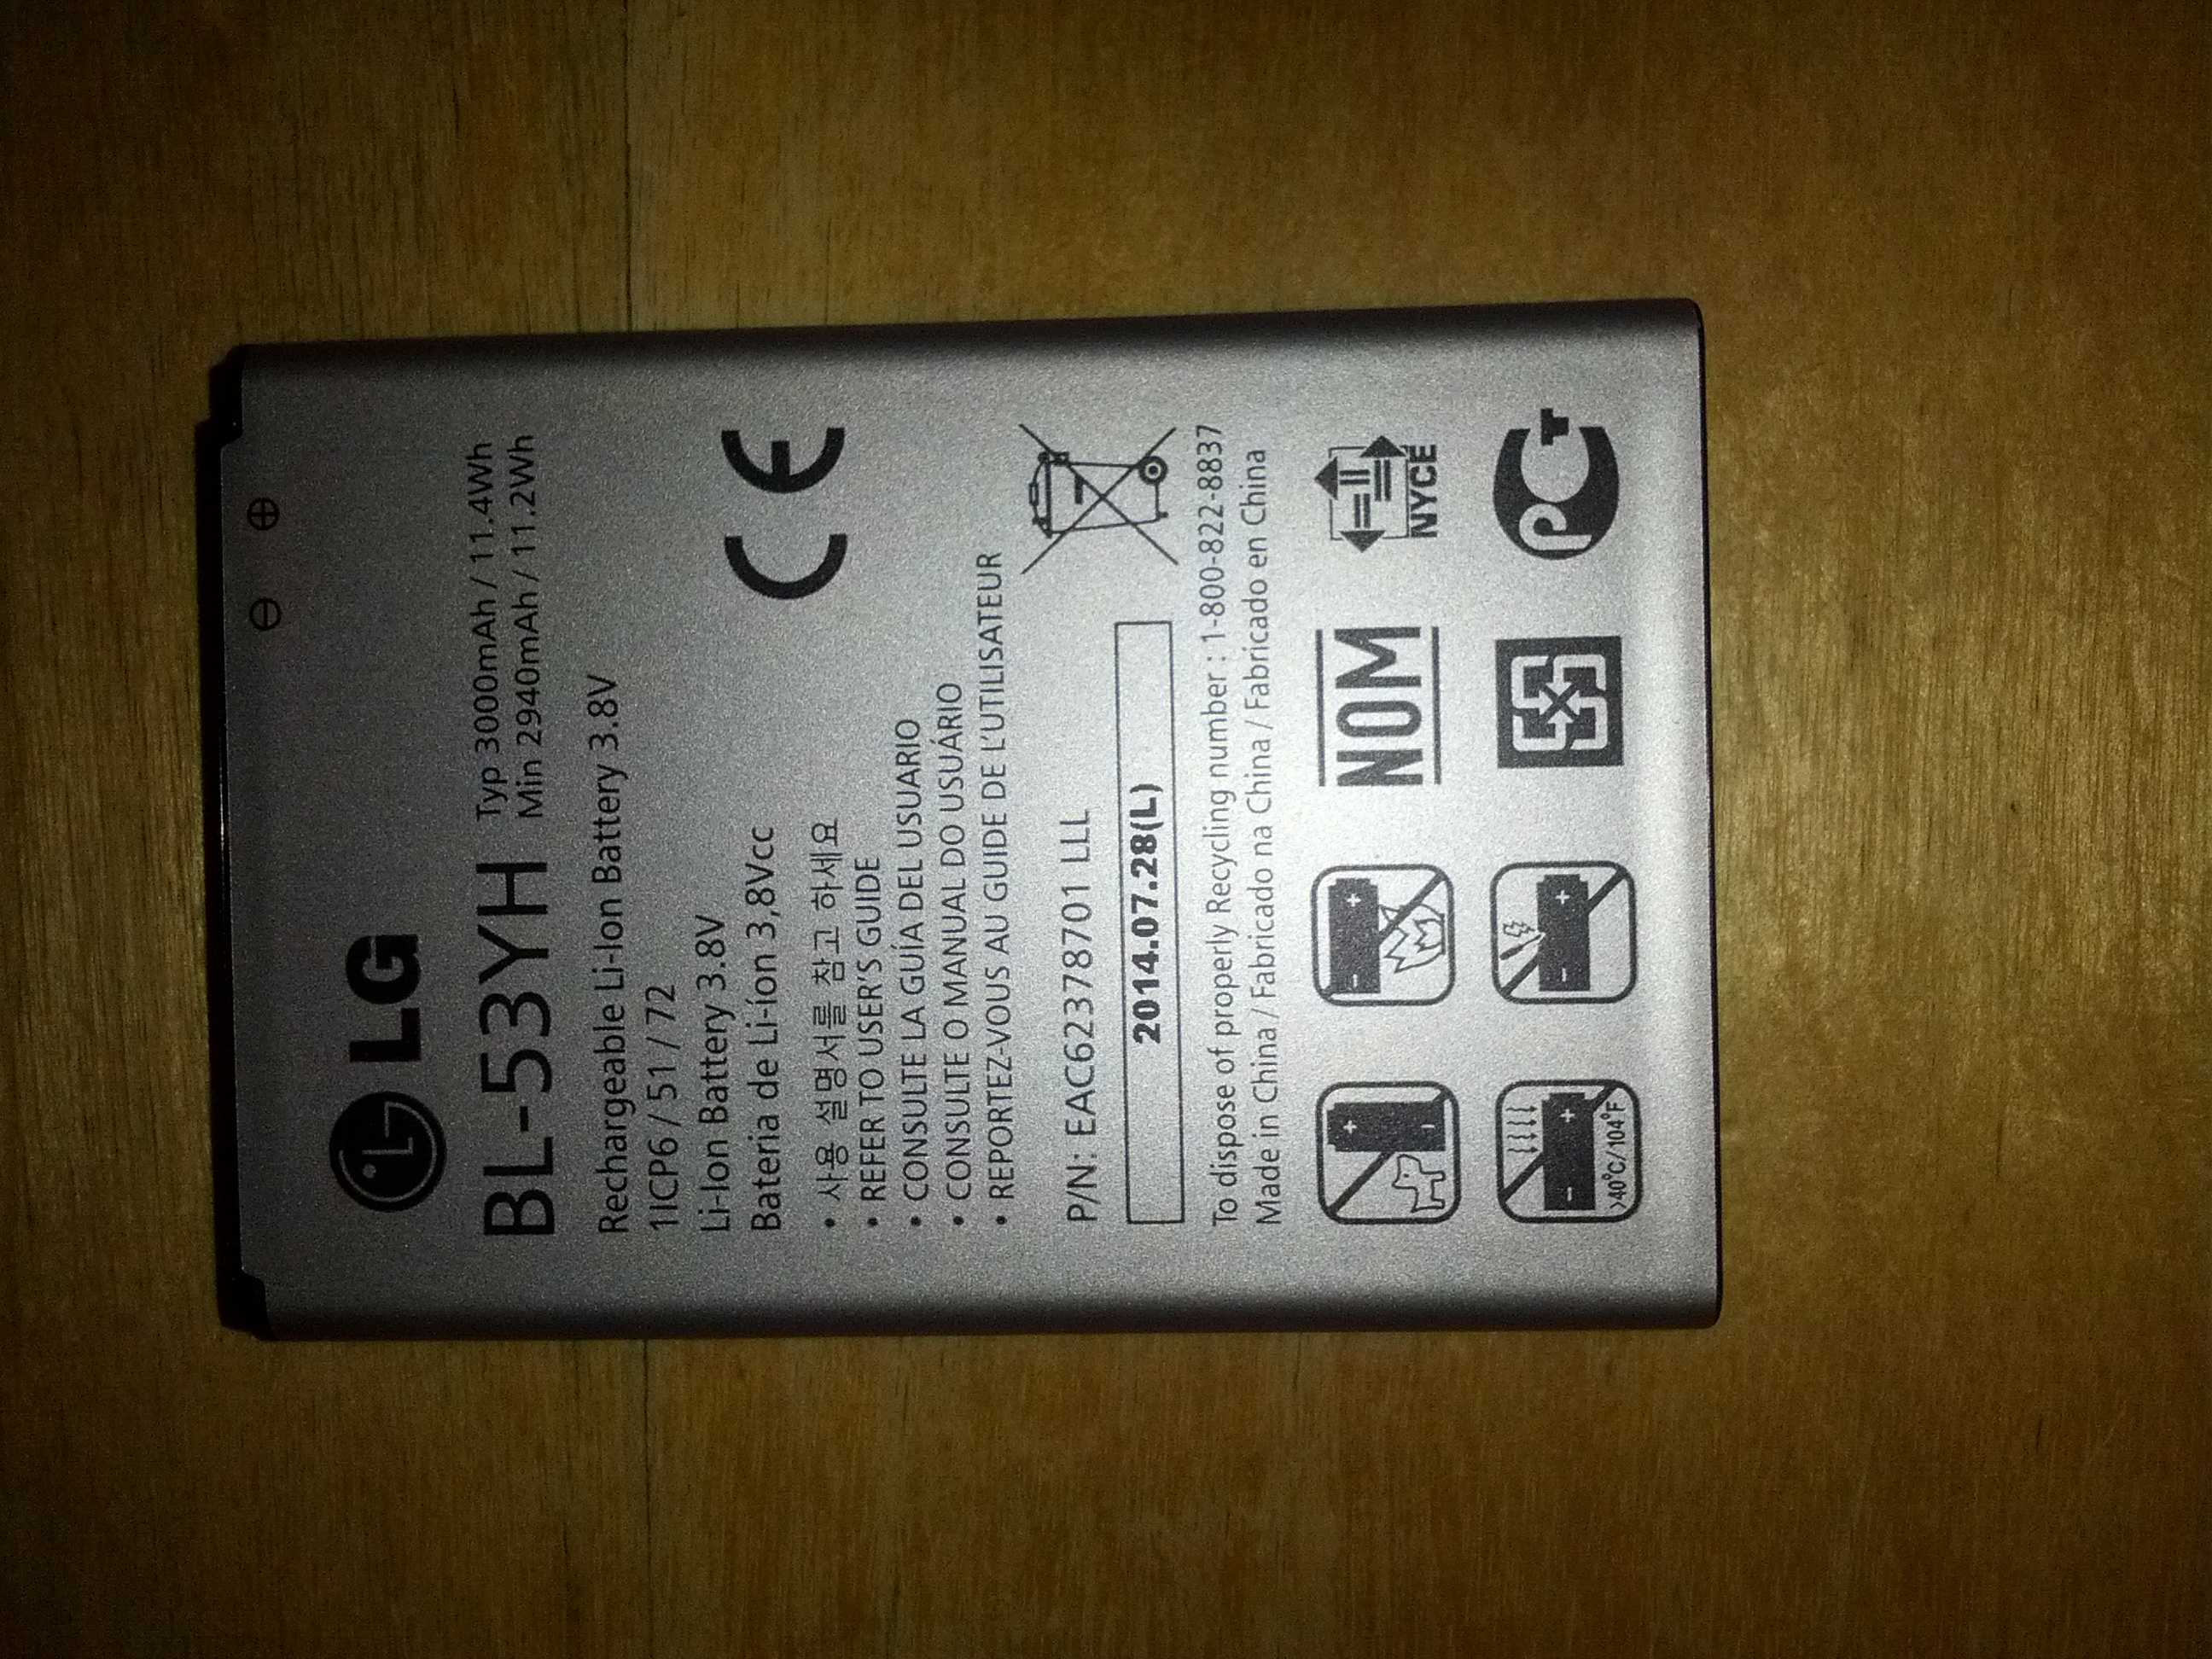 ⊖ ⊕
LG
BL-53YH Typ 3000mAh / 11.4Wh
Min 2940mAh / 11.2Wh
Rechargeable Li-Ion Battery 3.8V
1ICP6 / 51 / 72
Li-Ion Battery 3.8V
Bateria de Li-íon 3,8Vcc
CE
• 사용 설명서를 참고 하세요
• REFER TO USER'S GUIDE
• CONSULTE LA GUÍA DEL USUARIO
• CONSULTE O MANUAL DO USUÁRIO
• REPORTEZ-VOUS AU GUIDE DE L'UTILISATEUR
P/N: EAC62378701 LLL
2014.07.28(L)
To dispose of properly Recycling number : 1-800-822-8837
Made in China / Fabricado na China / Fabricado en China
NOM
NYCE
>40°C/104°F
PCT